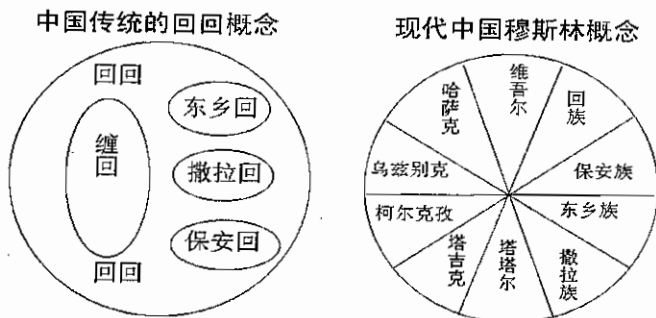 中国传统的回回概念
回回
缠回
东乡回
撒拉回
保安回
回回
现代中国穆斯林概念
哈萨克
维吾尔
回族
乌兹别克
保安族
柯尔克孜
东乡族
塔吉克
塔塔尔
撒拉族